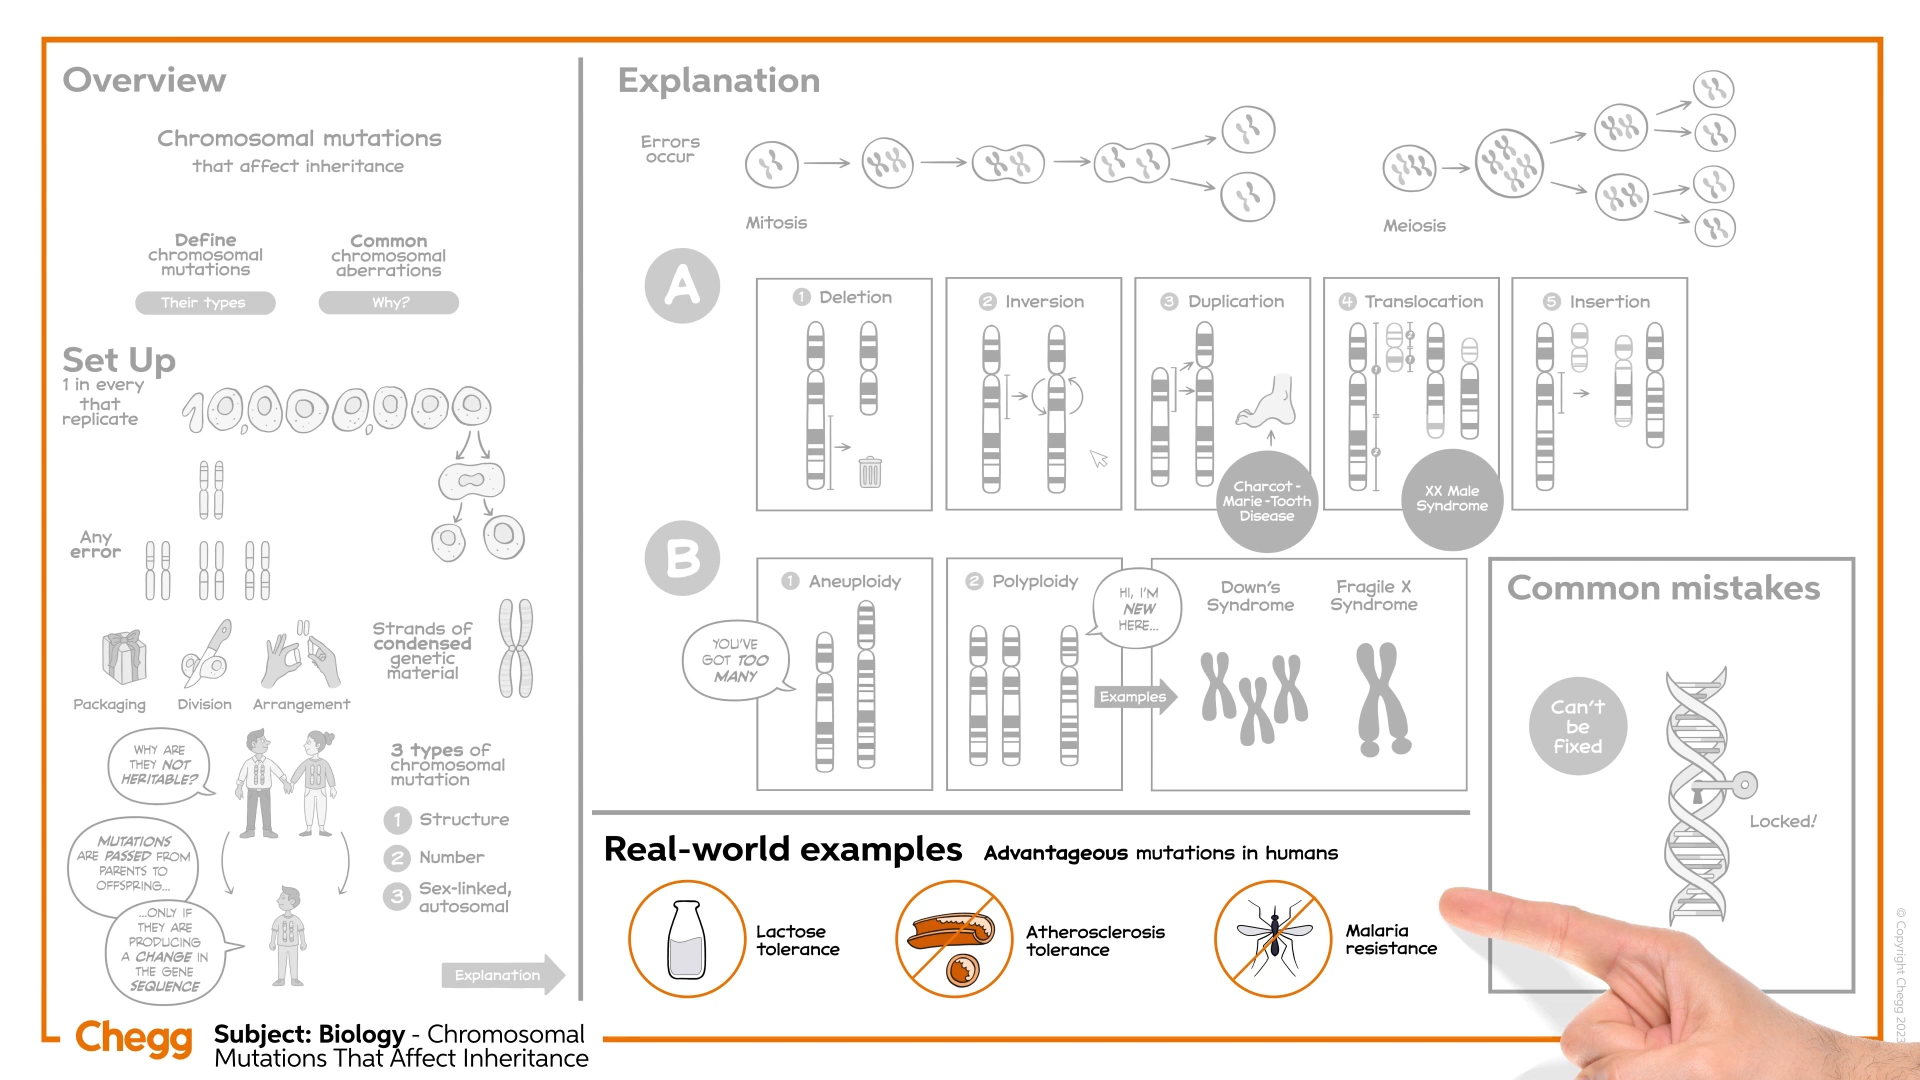 Overview
Chromosomal mutations
that affect inheritance
Define
chromosomal
mutations
Their types
Common
chromosomal
aberrations
Why?
Set Up
1 in every
10,000,000
that
replicate
Any
error
Packaging
Division
Arrangement
Strands of
condensed
genetic
material
WHY ARE
THEY NOT
HERITABLE?
MUTATIONS
ARE PASSED FROM
PARENTS TO
OFFSPRING...
...ONLY IF
THEY ARE
PRODUCING
A CHANGE IN
THE GENE
SEQUENCE
3 types of
chromosomal
mutation
1 Structure
2 Number
3 Sex-linked,
autosomal
Explanation
Explanation
Errors
occur
Mitosis
Meiosis
A
1 Deletion
2 Inversion
3 Duplication
Charcot-
Marie-Tooth
Disease
4 Translocation
XX Male
Syndrome
5 Insertion
B
1 Aneuploidy
YOU'VE
GOT TOO
MANY
2 Polyploidy
HI, I'M
NEW
HERE...
Examples
Down's
Syndrome
Fragile X
Syndrome
Common mistakes
Can't
be
fixed
Locked!
Real-world examples Advantageous mutations in humans
Lactose
tolerance
Atherosclerosis
tolerance
Malaria
resistance
Chegg
Subject: Biology - Chromosomal
Mutations That Affect Inheritance
© Copyright Chegg 2023